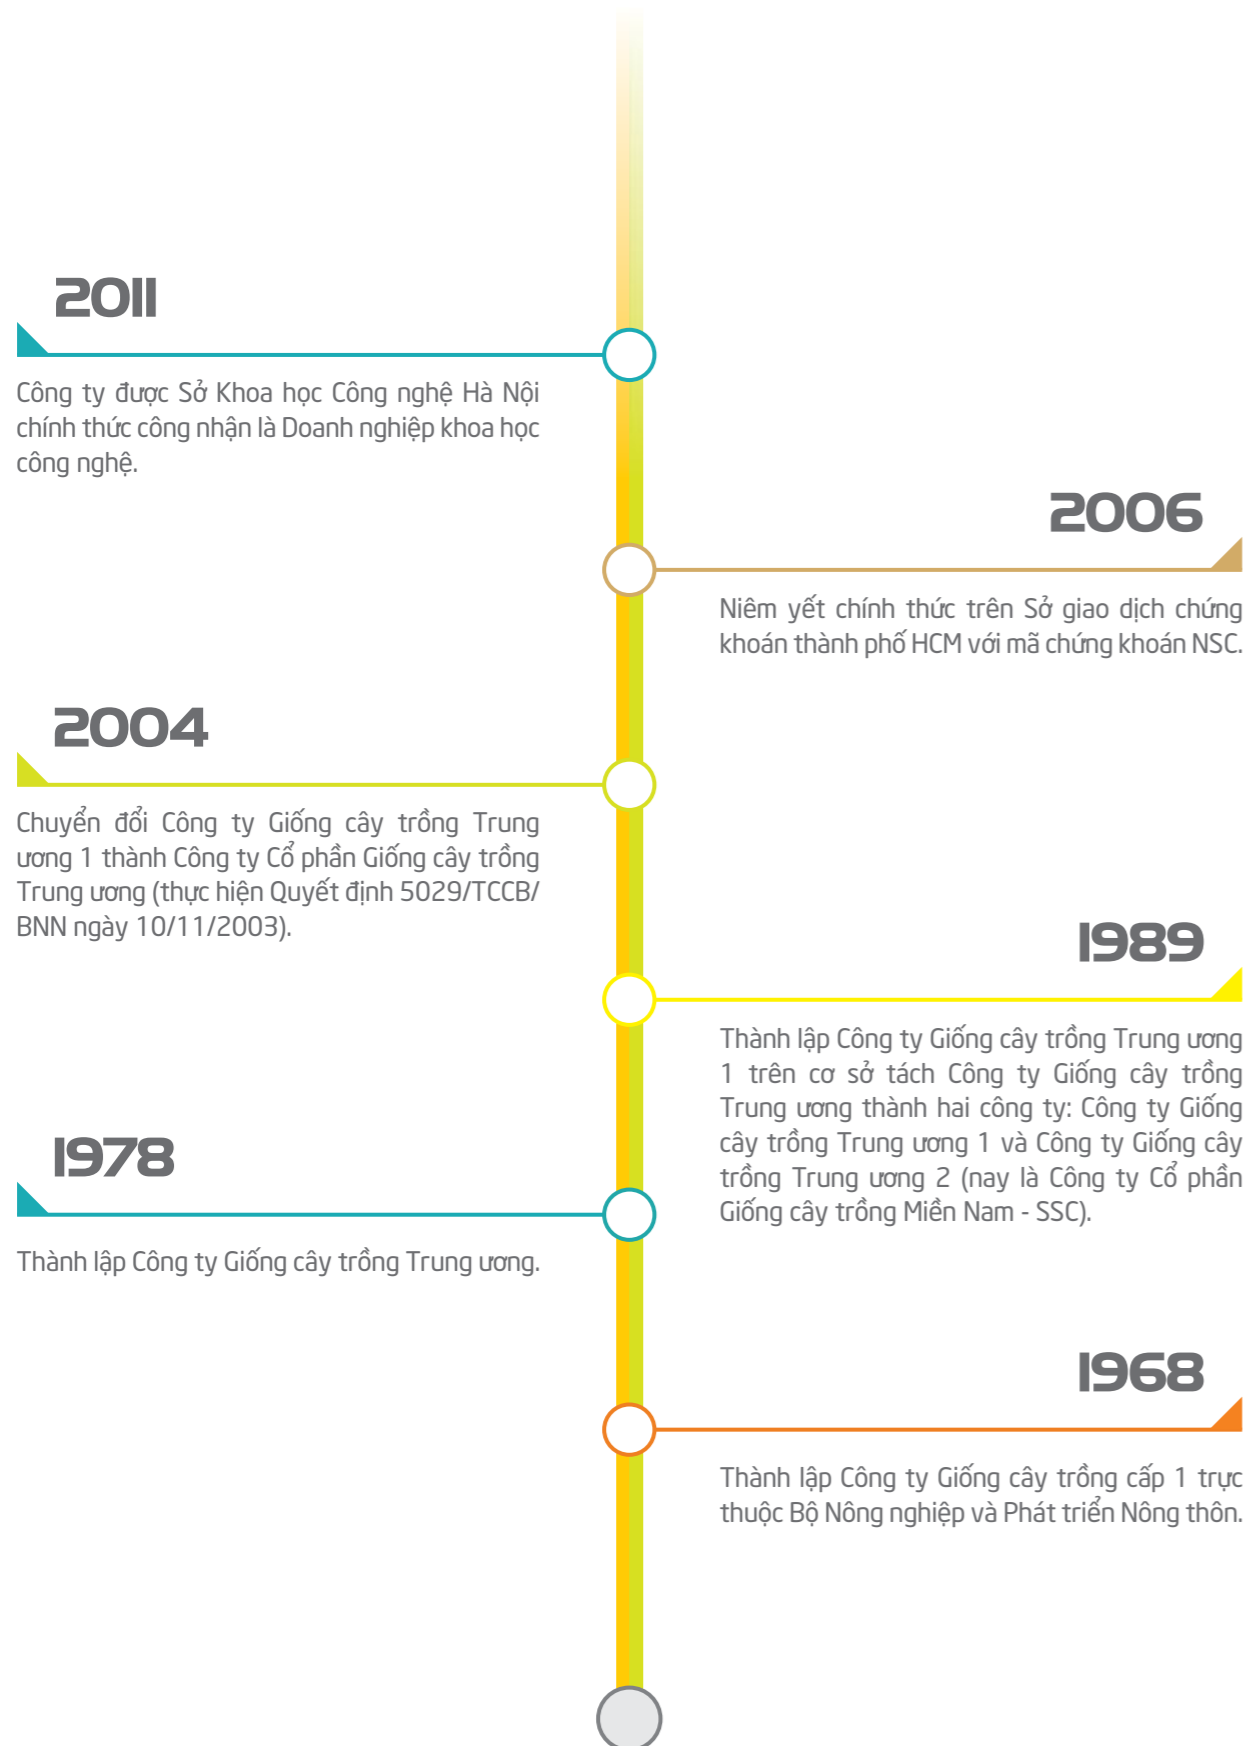 2011
Công ty được Sở Khoa học Công nghệ Hà Nội
chính thức công nhận là Doanh nghiệp khoa học
công nghệ.
2006
Niêm yết chính thức trên Sở giao dịch chứng
khoán thành phố HCM với mã chứng khoán NSC.
2004
Chuyển đổi Công ty Giống cây trồng Trung
ương 1 thành Công ty Cổ phần Giống cây trồng
Trung ương (thực hiện Quyết định 5029/TCCB/
BNN ngày 10/11/2003).
1989
Thành lập Công ty Giống cây trồng Trung ương
1 trên cơ sở tách Công ty Giống cây trồng
Trung ương thành hai công ty: Công ty Giống
cây trồng Trung ương 1 và Công ty Giống cây
trồng Trung ương 2 (nay là Công ty Cổ phần
Giống cây trồng Miền Nam - SSC).
1978
Thành lập Công ty Giống cây trồng Trung ương.
1968
Thành lập Công ty Giống cây trồng cấp 1 trực
thuộc Bộ Nông nghiệp và Phát triển Nông thôn.